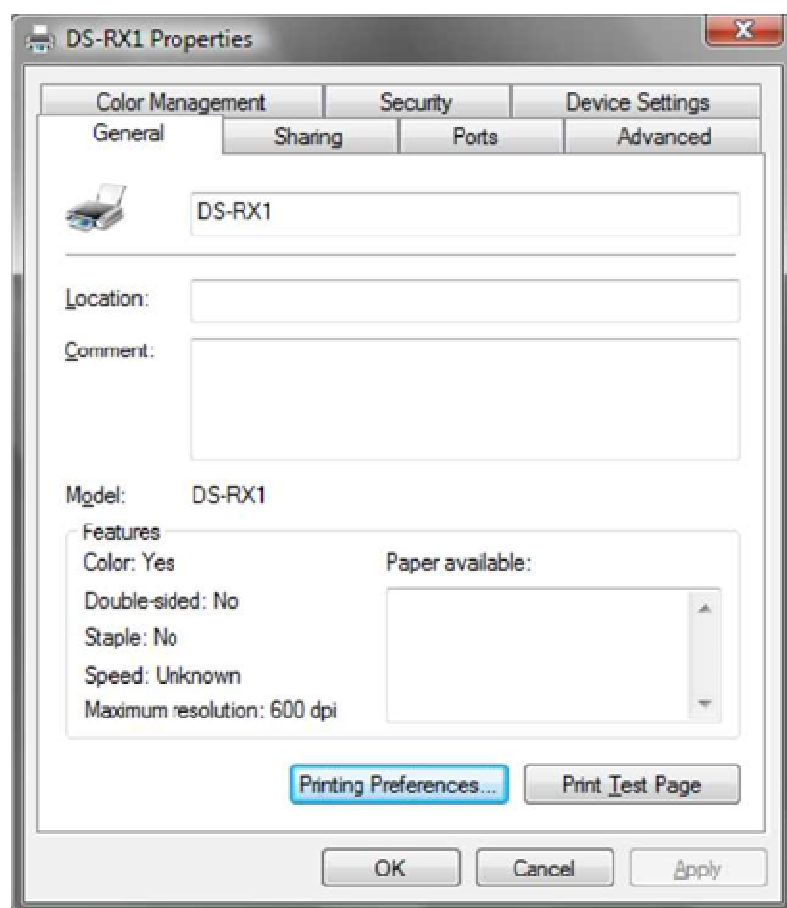 DS-RX1 Properties
Color Management Security Device Settings
General Sharing Ports Advanced
DS-RX1
Location:
Comment:
Model: DS-RX1
Features
Color: Yes Paper available:
Double-sided: No
Staple: No
Speed: Unknown
Maximum resolution: 600 dpi
Printing Preferences... Print Test Page
OK Cancel Apply